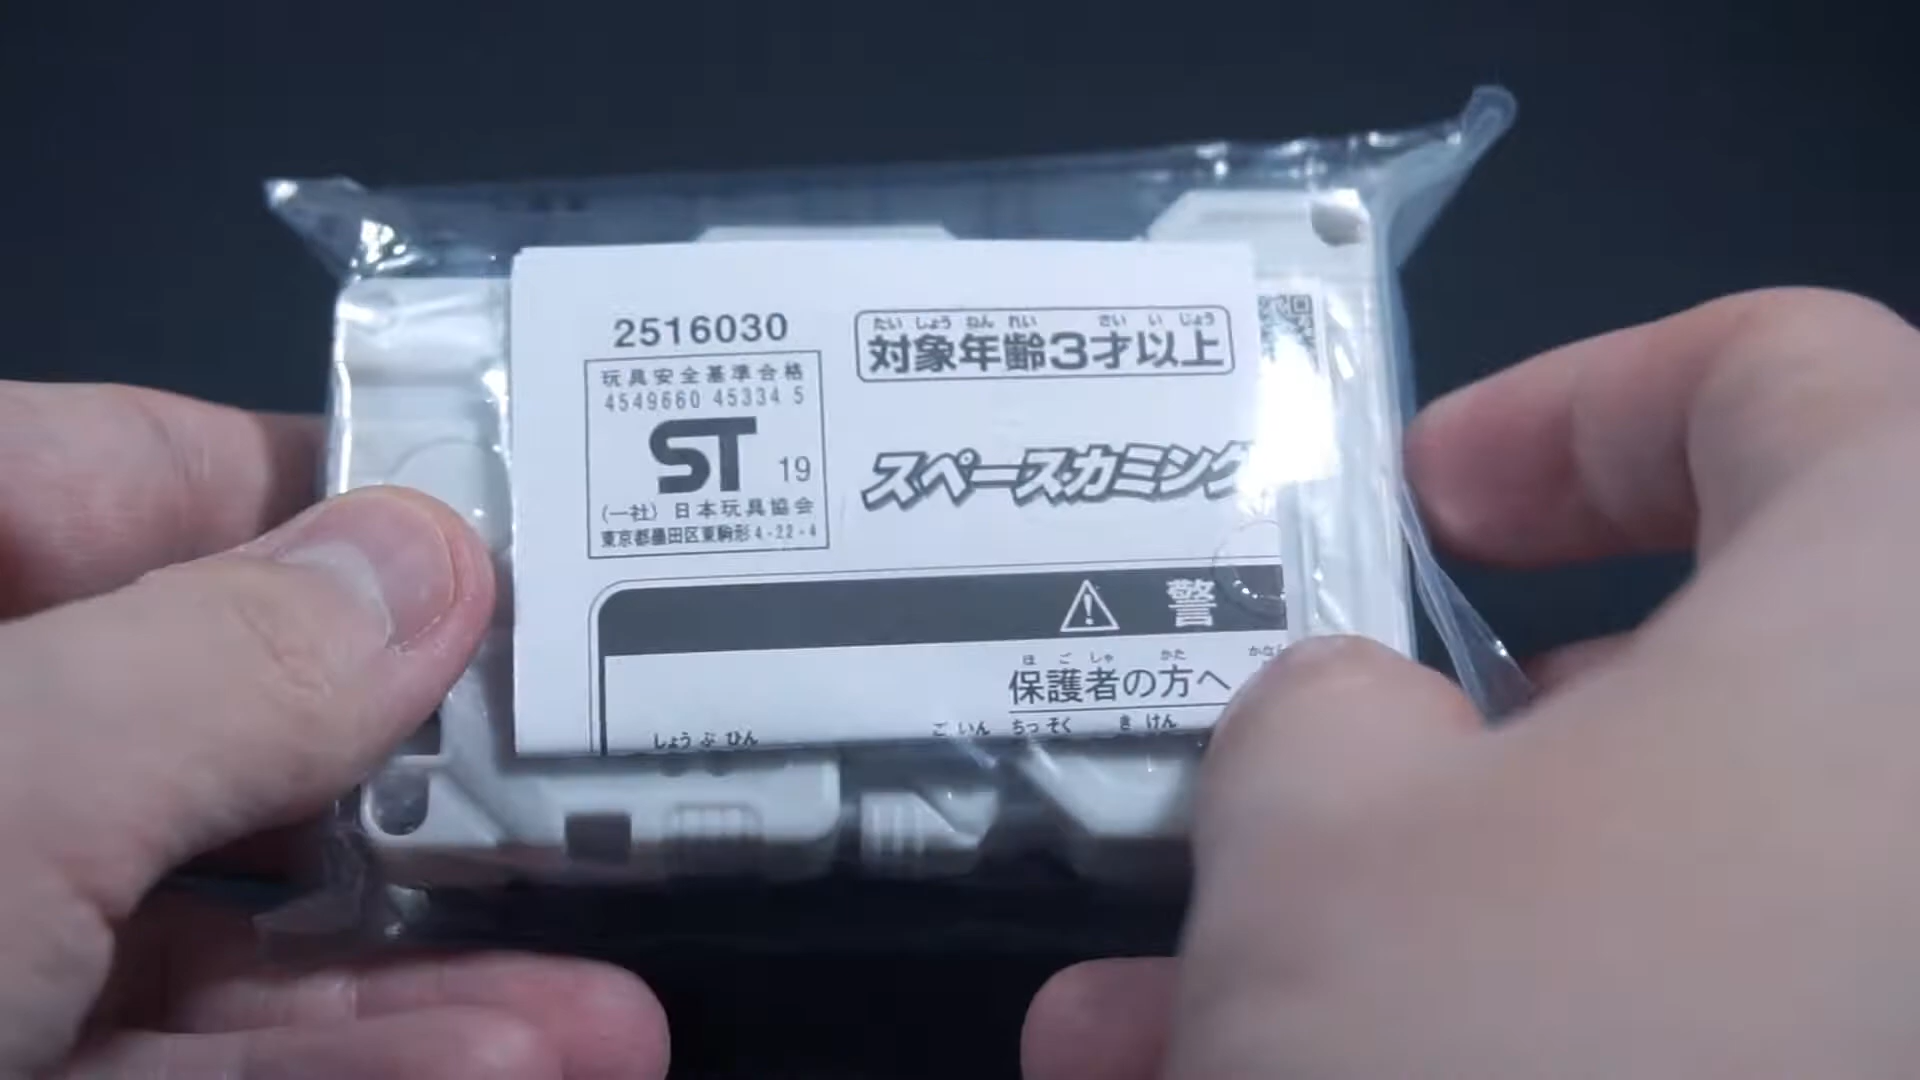 2516030
玩具安全基準合格
4549660 45334 5
ST 19
(一社) 日本玩具協会
東京都墨田区東駒形4-22-4
たい しょう ねん れい さい い じょう
対象年齢3才以上
スペースカミング
警
ほ ご しゃ かた
保護者の方へ
しょう ぶ ひん ご いん ちっ そく き けん